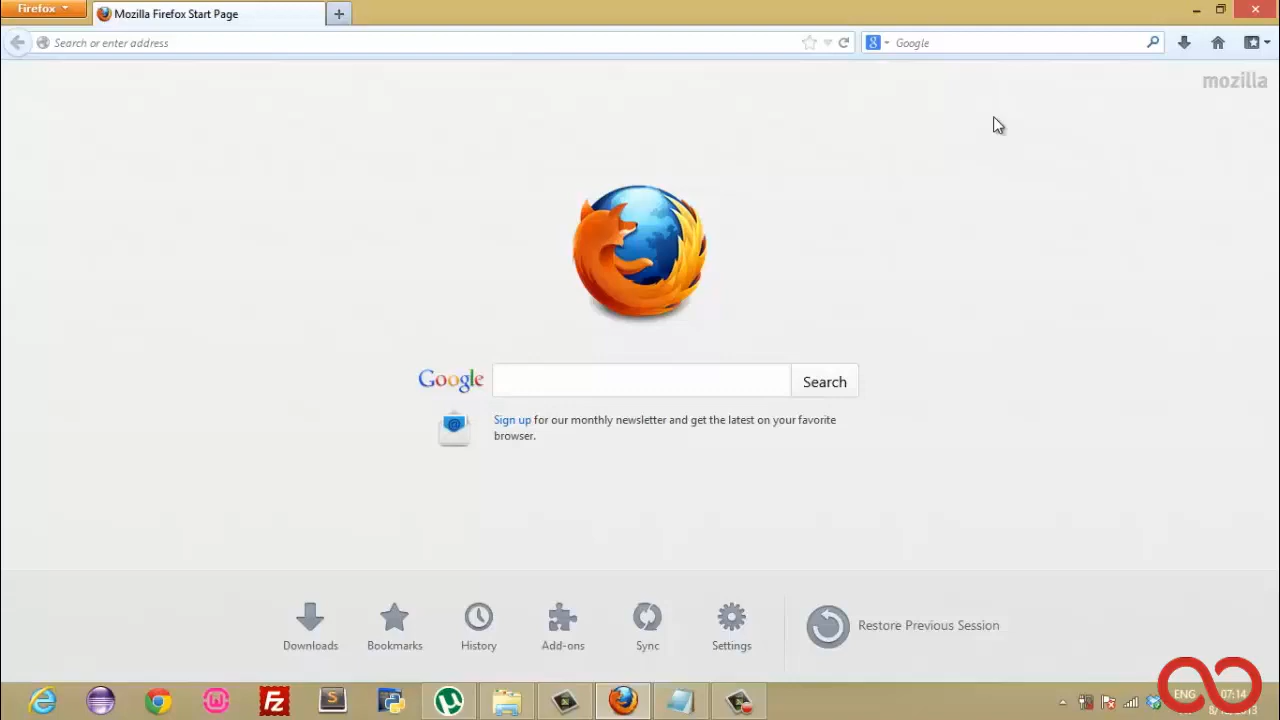 Firefox
Mozilla Firefox Start Page
Search or enter address
Google
mozilla
Google
Search
Sign up for our monthly newsletter and get the latest on your favorite
browser.
Downloads
Bookmarks
History
Add-ons
Sync
Settings
Restore Previous Session
ENG
07:14